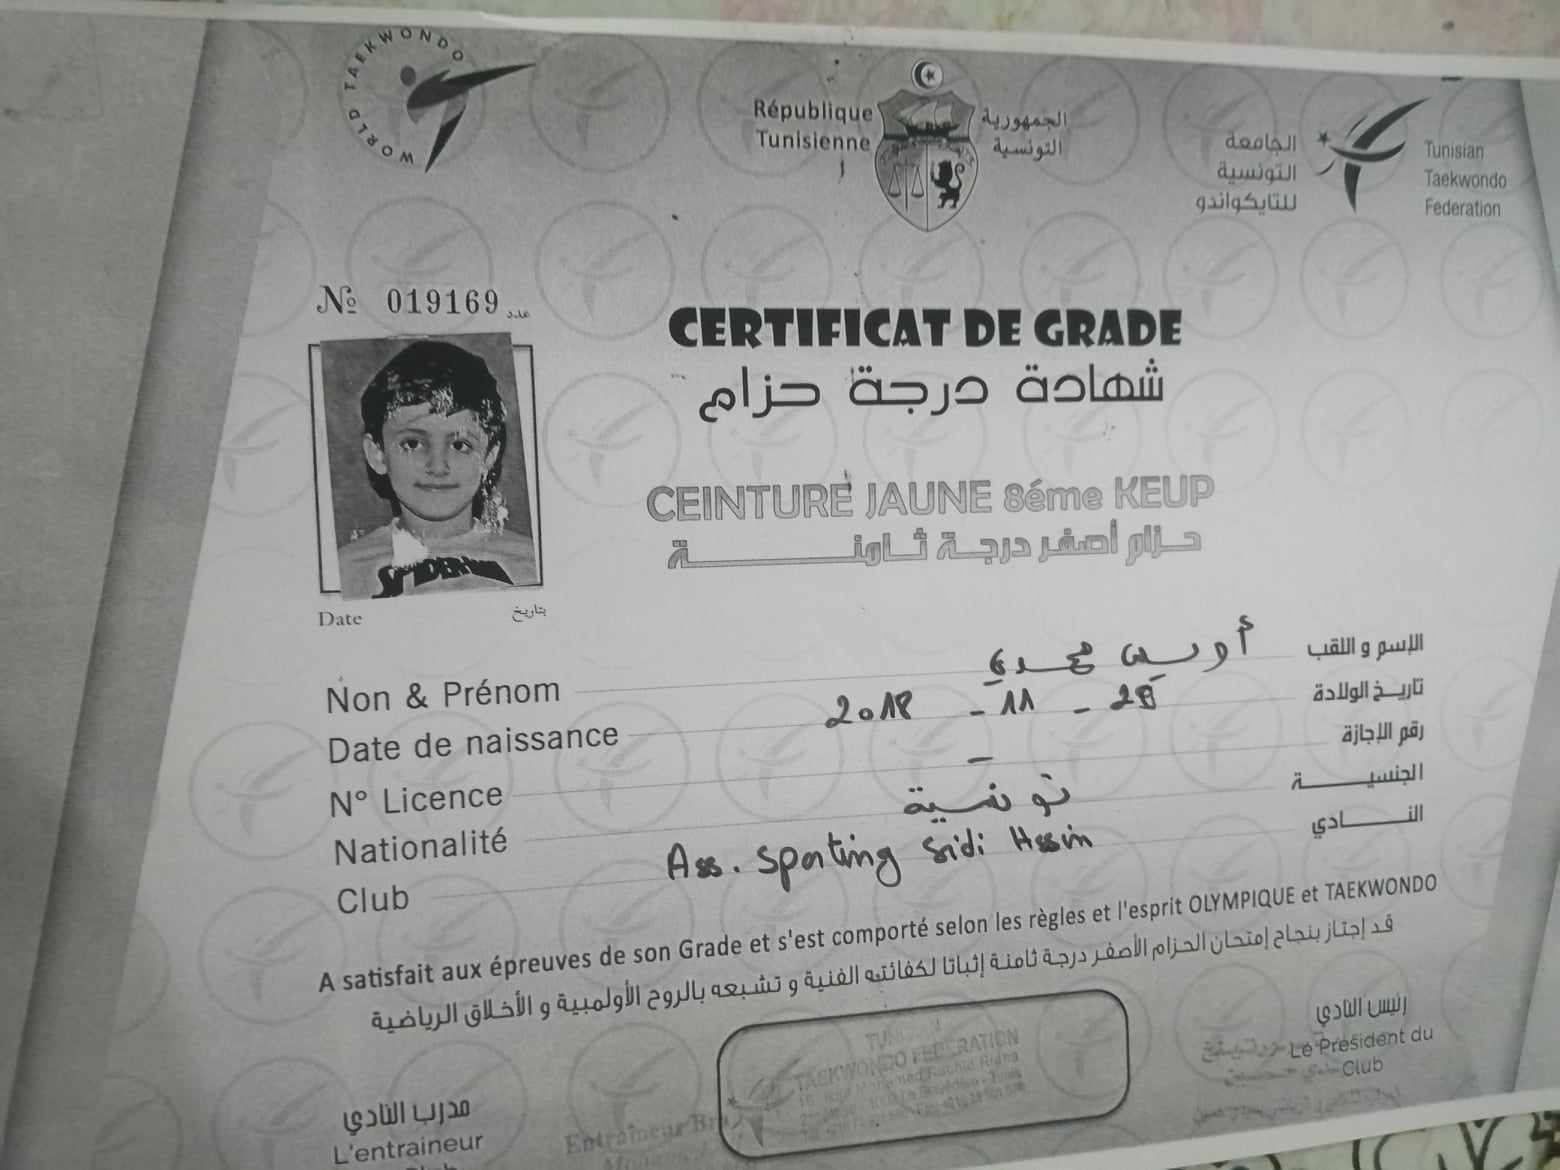 WORLD TAEKWONDO
République
Tunisienne
الجمهورية
التونسية
الجامعة
التونسية
للتايكواندو
Tunisian
Taekwondo
Federation
№ 019169 عدد
CERTIFICAT DE GRADE
شهادة درجة حزام
CEINTURE JAUNE 8éme KEUP
حزام أصفر درجة ثامنة
SPIDER
Date بتاريخ
Non & Prénom أويس محمدي الإسم و اللقب
Date de naissance 2018 - 11 - 28 تاريخ الولادة
N° Licence - رقم الإجازة
Nationalité تونسية الجنسية
Club Ass. Sporting Sidi Hssin النادي
A satisfait aux épreuves de son Grade et s'est comporté selon les règles et l'esprit OLYMPIQUE et TAEKWONDO
قد إجتاز بنجاح إمتحان الحزام الأصفر درجة ثامنة إثباتا لكفائته الفنية و تشبعه بالروح الأولمبية و الأخلاق الرياضية
رئيس النادي
Le Président du
Club
TAEKWONDO FEDERATION
مدرب النادي
L'entraineur
Entraîneur